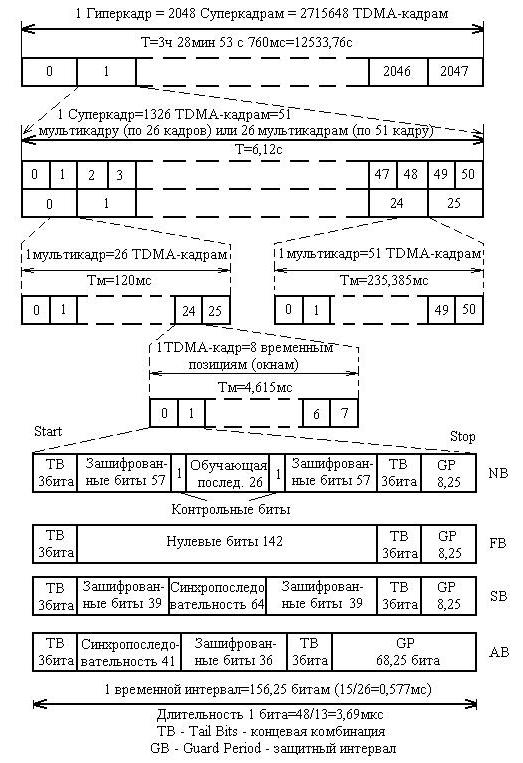 1 Гиперкадр = 2048 Суперкадрам = 2715648 TDMA-кадрам
T=3ч 28мин 53 с 760мс=12533,76с
0 1 2046 2047
1 Суперкадр=1326 TDMA-кадрам=51
мультикадру (по 26 кадров) или 26 мультикадрам (по 51 кадру)
T=6,12с
0 1 2 3 47 48 49 50
0 1 24 25
1мультикадр=26 TDMA-кадрам
1мультикадр=51 TDMA-кадрам
Tм=120мс
Tм=235,385мс
0 1 24 25
0 1 49 50
1TDMA-кадр=8 временным
позициям (окнам)
Tм=4,615мс
0 1 6 7
Start
Stop
TB
3бита
Зашифрован-
ные биты 57
1
Обучающая
послед. 26
1
Зашифрован-
ные биты 57
TB
3бита
GP
8,25
NB
Контрольные биты
TB
3бита
Нулевые биты 142
TB
3бита
GP
8,25
FB
TB
3бита
Зашифрован-
ные биты 39
Синхропоследо
вательность 64
Зашифрован-
ные биты 39
TB
3бита
GP
8,25
SB
TB
3бита
Синхропоследо-
вательность 41
Зашифрован-
ные биты 36
TB
3бита
GP
68,25 бита
AB
1 временной интервал=156,25 битам (15/26=0,577мс)
Длительность 1 бита=48/13=3,69мкс
TB - Tail Bits - концевая комбинация
GB - Guard Period - защитный интервал